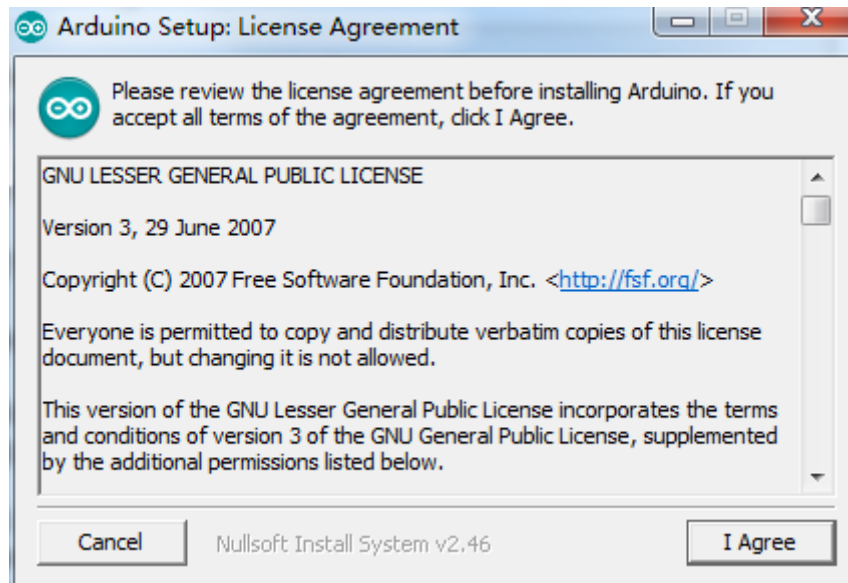 Arduino Setup: License Agreement
Please review the license agreement before installing Arduino. If you
accept all terms of the agreement, click I Agree.
GNU LESSER GENERAL PUBLIC LICENSE
Version 3, 29 June 2007
Copyright (C) 2007 Free Software Foundation, Inc. <http://fsf.org/>
Everyone is permitted to copy and distribute verbatim copies of this license
document, but changing it is not allowed.
This version of the GNU Lesser General Public License incorporates the terms
and conditions of version 3 of the GNU General Public License, supplemented
by the additional permissions listed below.
Cancel
Nullsoft Install System v2.46
I Agree